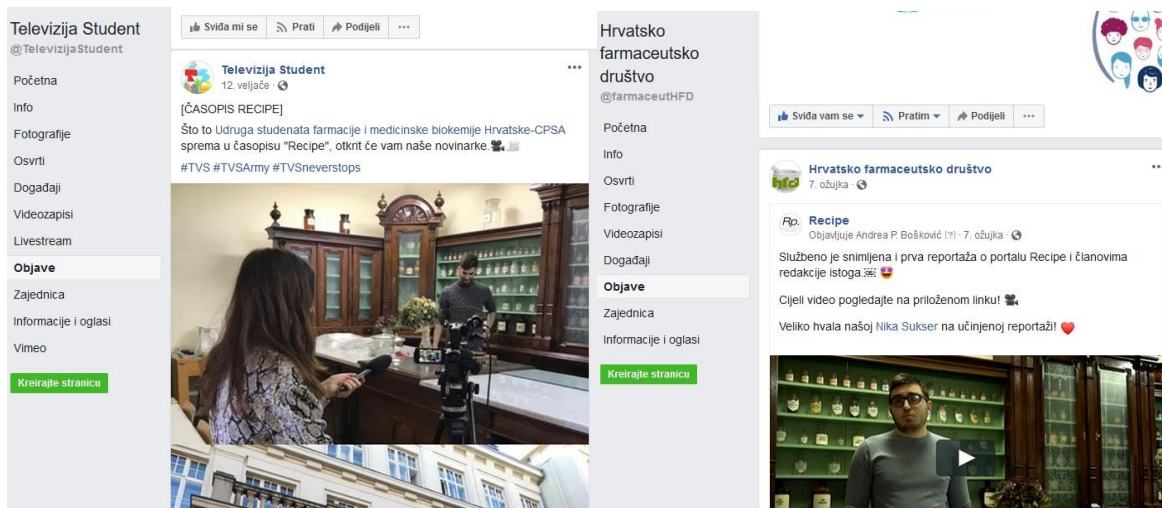 Televizija Student
@TelevizijaStudent
Početna
Info
Fotografije
Osvrti
Događaji
Videozapisi
Livestream
Objave
Zajednica
Informacije i oglasi
Vimeo
Kreirajte stranicu
Sviđa mi se
Prati
Podijeli
Televizija Student
12. veljače
[ČASOPIS RECIPE]
Što to Udruga studenata farmacije i medicinske biokemije Hrvatske-CPSA
sprema u časopisu "Recipe", otkrit će vam naše novinarke.
#TVS #TVSArmy #TVSneverstops
Hrvatsko
farmaceutsko
društvo
@farmaceutHFD
Početna
Info
Osvrti
Fotografije
Videozapisi
Događaji
Objave
Zajednica
Informacije i oglasi
Kreirajte stranicu
Sviđa vam se
Pratim
Podijeli
hfd
Hrvatsko farmaceutsko društvo
7. ožujka
Rp.
Recipe
Objavljuje Andrea P. Bošković [?] · 7. ožujka
Službeno je snimljena i prva reportaža o portalu Recipe i članovima
redakcije istoga.
Cijeli video pogledajte na priloženom linku!
Veliko hvala našoj Nika Sukser na učinjenoj reportaži!